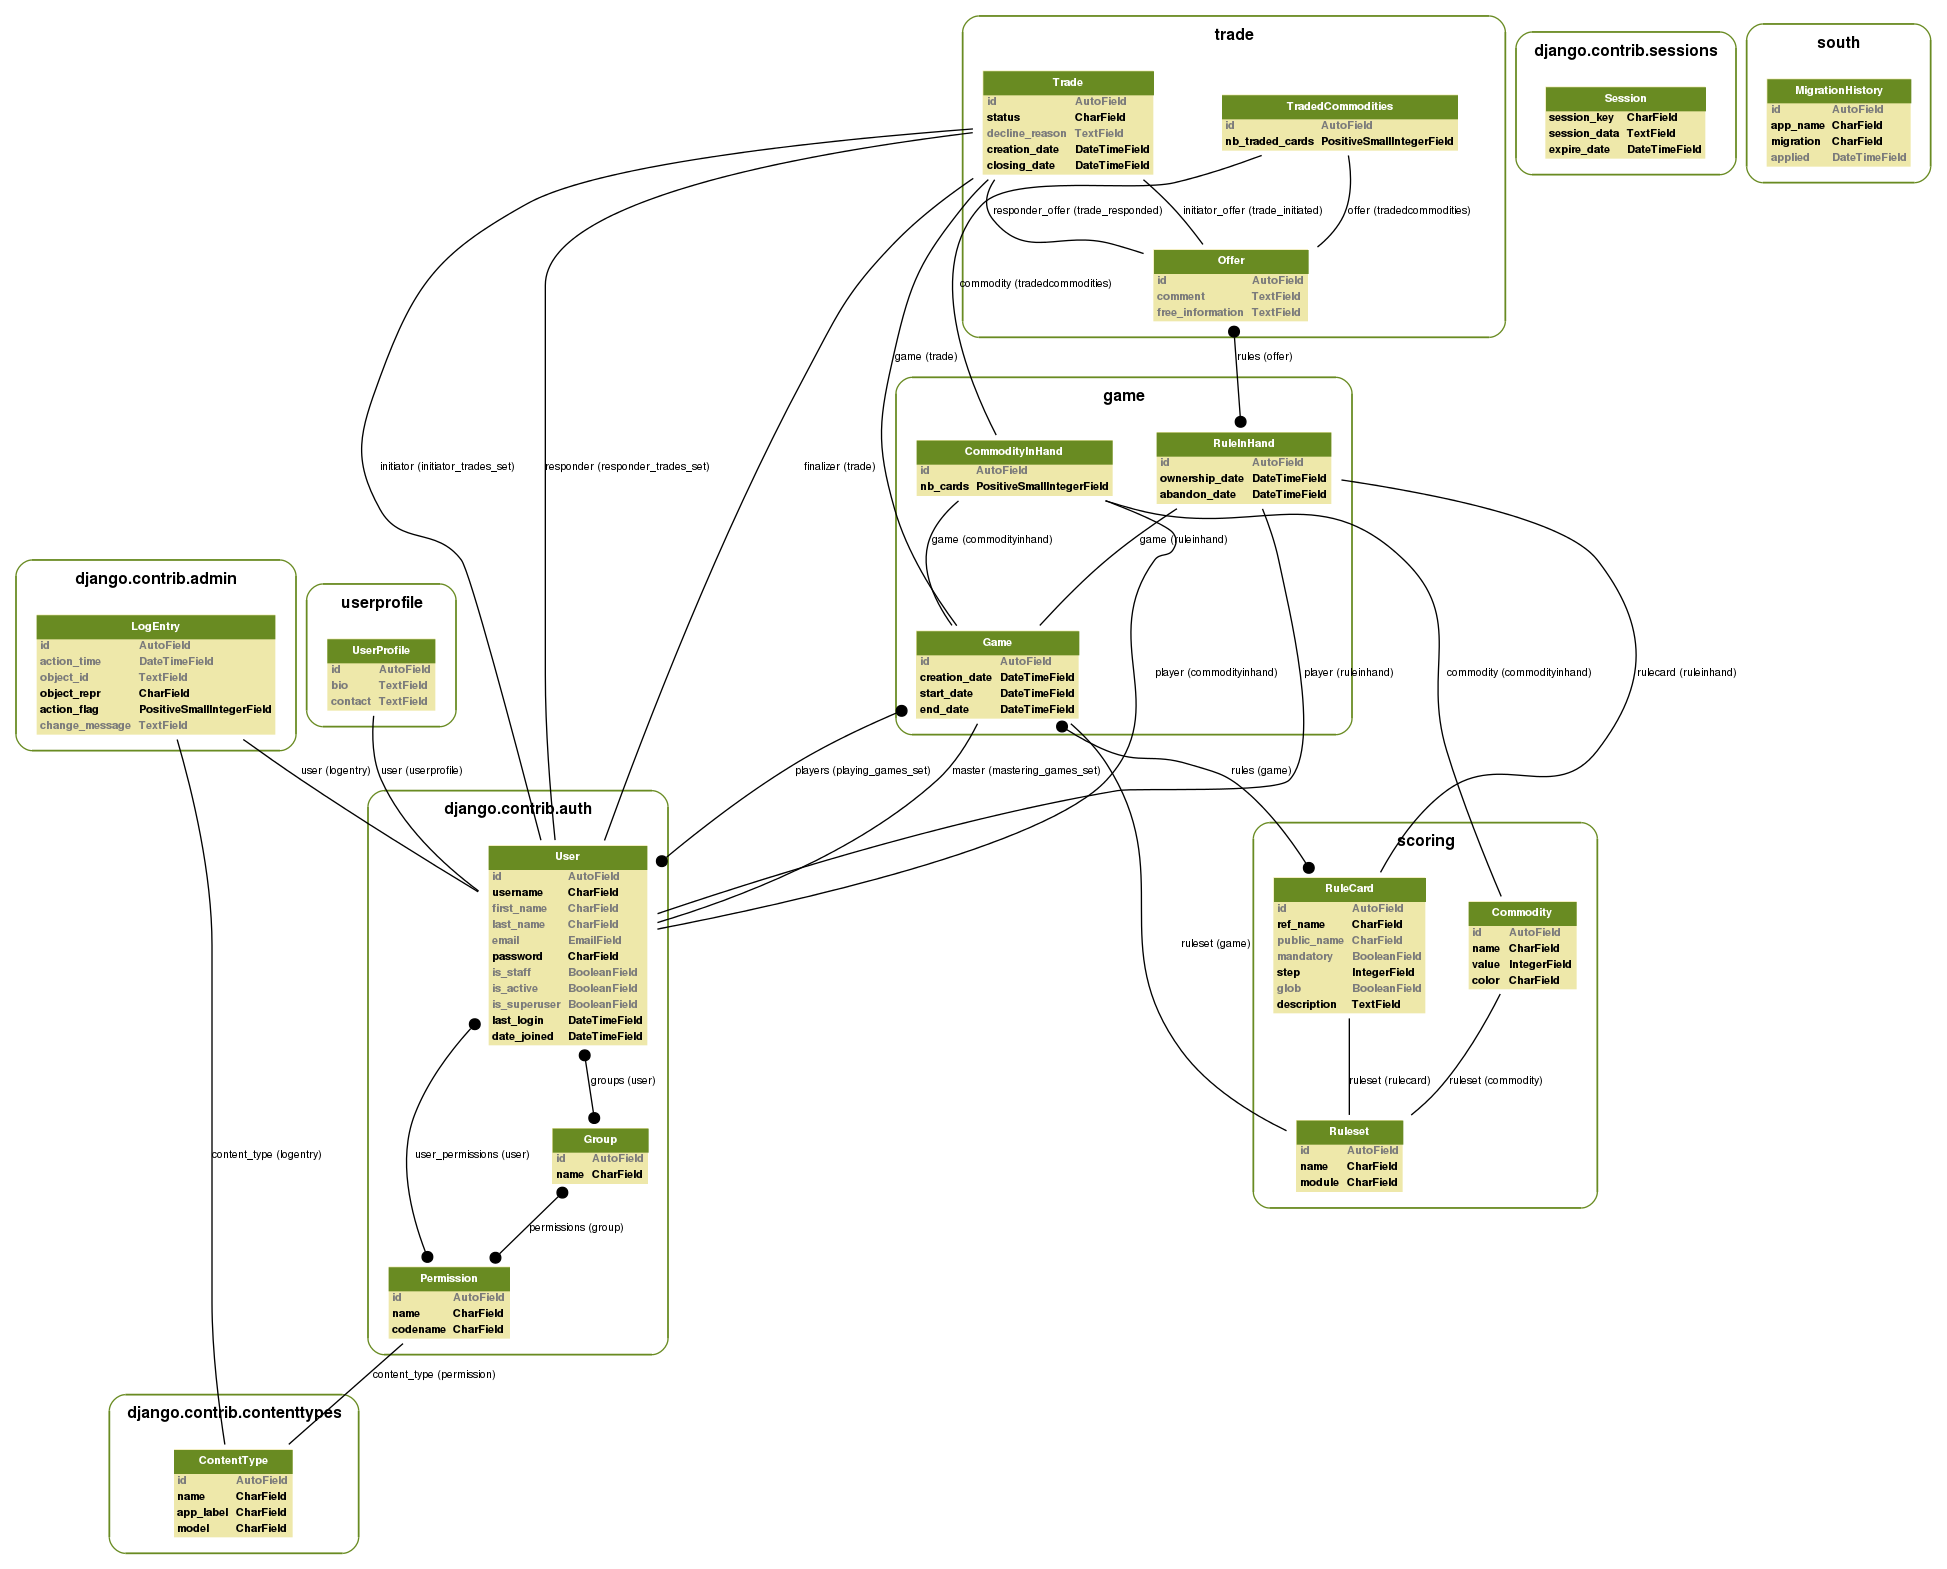 trade
Trade
id AutoField
status CharField
decline_reason TextField
creation_date DateTimeField
closing_date DateTimeField
TradedCommodities
id AutoField
nb_traded_cards PositiveSmallIntegerField
responder_offer (trade_responded)
initiator_offer (trade_initiated)
offer (tradedcommodities)
Offer
id AutoField
comment TextField
free_information TextField
commodity (tradedcommodities)
django.contrib.sessions
Session
session_key CharField
session_data TextField
expire_date DateTimeField
south
MigrationHistory
id AutoField
app_name CharField
migration CharField
applied DateTimeField
game (trade)
rules (offer)
initiator (initiator_trades_set)
responder (responder_trades_set)
finalizer (trade)
game
CommodityInHand
id AutoField
nb_cards PositiveSmallIntegerField
RuleInHand
id AutoField
ownership_date DateTimeField
abandon_date DateTimeField
game (commodityinhand)
game (ruleinhand)
Game
id AutoField
creation_date DateTimeField
start_date DateTimeField
end_date DateTimeField
player (commodityinhand)
player (ruleinhand)
commodity (commodityinhand)
rulecard (ruleinhand)
django.contrib.admin
LogEntry
id AutoField
action_time DateTimeField
object_id TextField
object_repr CharField
action_flag PositiveSmallIntegerField
change_message TextField
userprofile
UserProfile
id AutoField
bio TextField
contact TextField
user (logentry)
user (userprofile)
players (playing_games_set)
master (mastering_games_set)
rules (game)
django.contrib.auth
User
id AutoField
username CharField
first_name CharField
last_name CharField
email EmailField
password CharField
is_staff BooleanField
is_active BooleanField
is_superuser BooleanField
last_login DateTimeField
date_joined DateTimeField
groups (user)
user_permissions (user)
Group
id AutoField
name CharField
permissions (group)
Permission
id AutoField
name CharField
codename CharField
ruleset (game)
scoring
RuleCard
id AutoField
ref_name CharField
public_name CharField
mandatory BooleanField
step IntegerField
glob BooleanField
description TextField
Commodity
id AutoField
name CharField
value IntegerField
color CharField
ruleset (rulecard)
ruleset (commodity)
Ruleset
id AutoField
name CharField
module CharField
content_type (logentry)
content_type (permission)
django.contrib.contenttypes
ContentType
id AutoField
name CharField
app_label CharField
model CharField